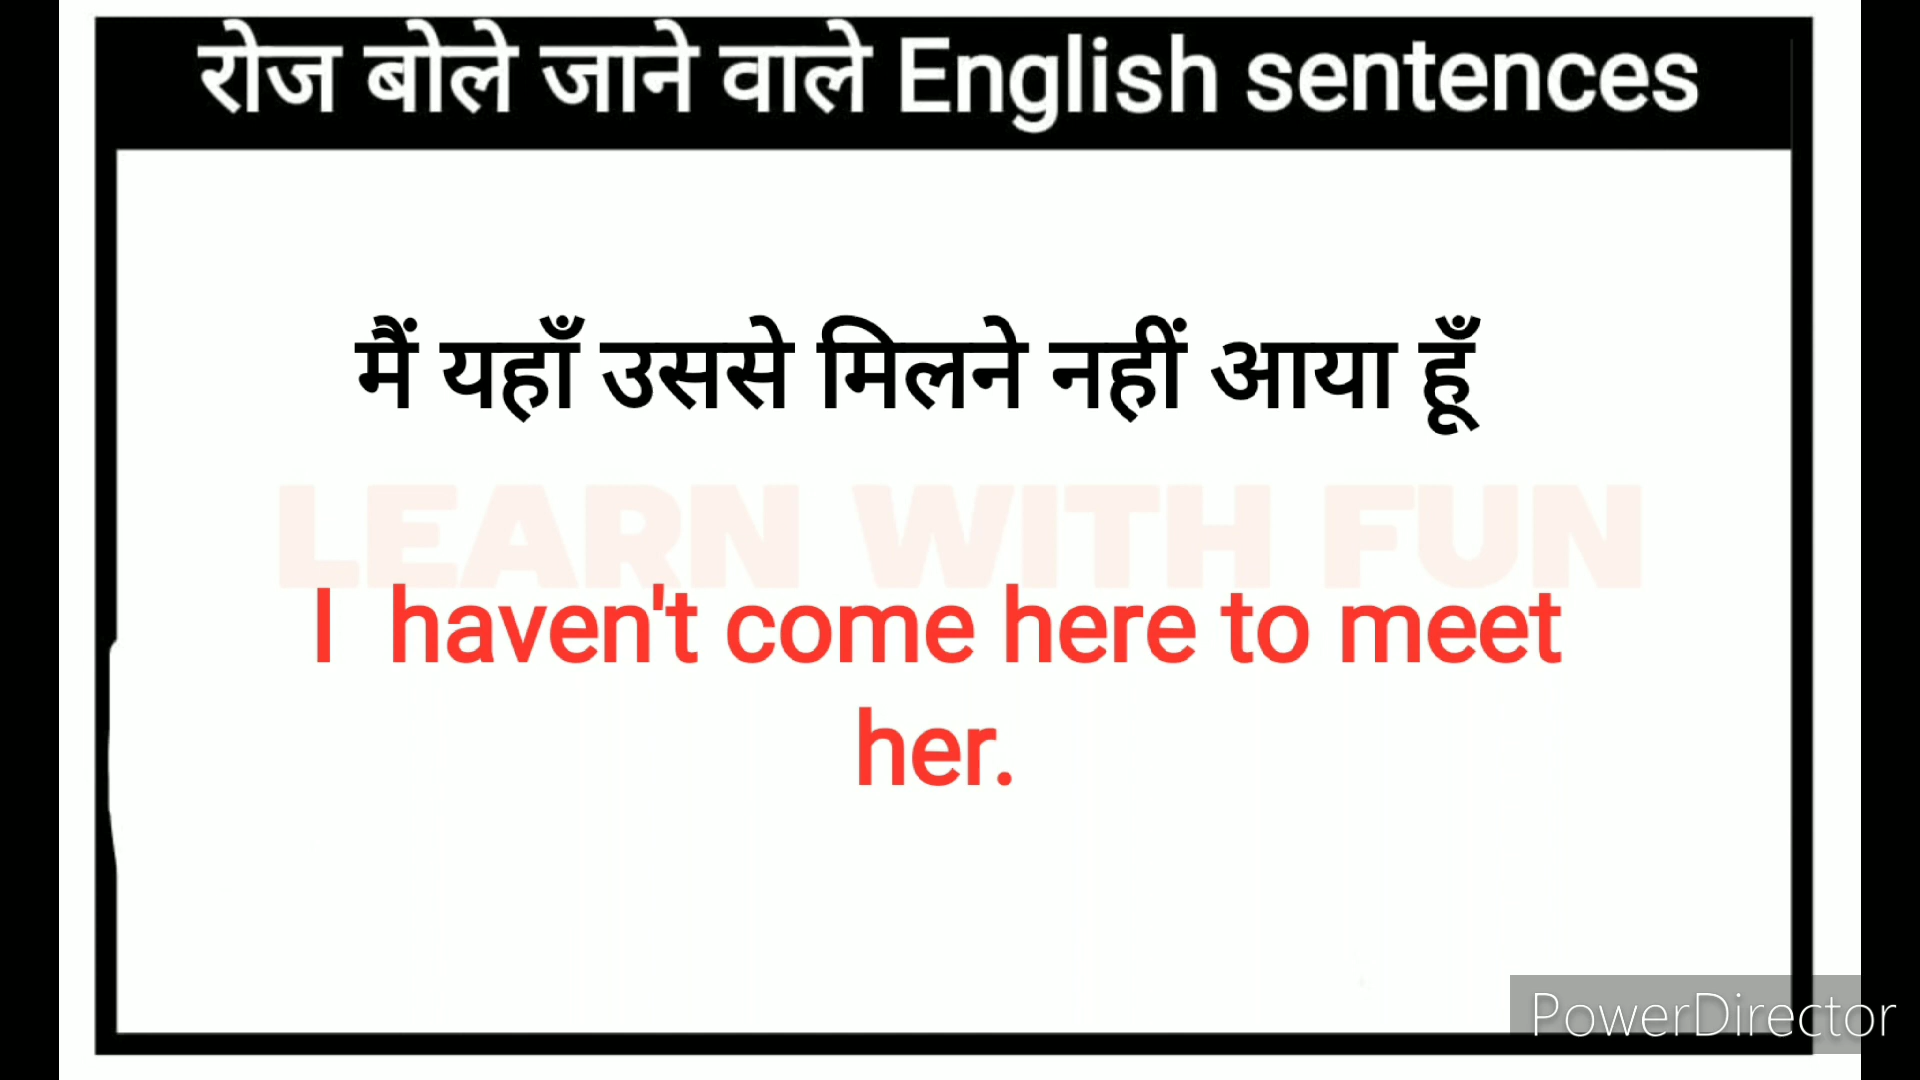 रोज बोले जाने वाले English sentences
मैं यहाँ उससे मिलने नहीं आया हूँ
LEARN WITH FUN
I haven't come here to meet
her.
PowerDirector